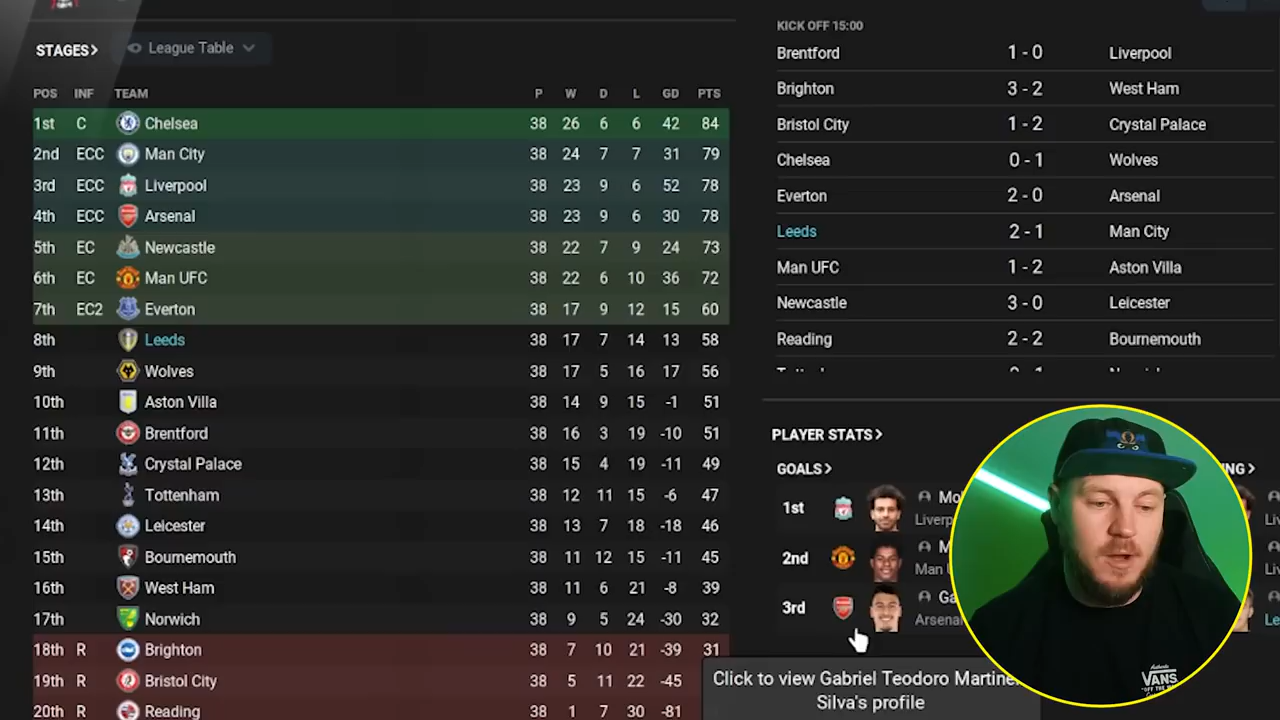 STAGES> League Table
POS INF TEAM P W D L GD PTS
1st C Chelsea 38 26 6 6 42 84
2nd ECC Man City 38 24 7 7 31 79
3rd ECC Liverpool 38 23 9 6 52 78
4th ECC Arsenal 38 23 9 6 30 78
5th EC Newcastle 38 22 7 9 24 73
6th EC Man UFC 38 22 6 10 36 72
7th EC2 Everton 38 17 9 12 15 60
8th Leeds 38 17 7 14 13 58
9th Wolves 38 17 5 16 17 56
10th Aston Villa 38 14 9 15 -1 51
11th Brentford 38 16 3 19 -10 51
12th Crystal Palace 38 15 4 19 -11 49
13th Tottenham 38 12 11 15 -6 47
14th Leicester 38 13 7 18 -18 46
15th Bournemouth 38 11 12 15 -11 45
16th West Ham 38 11 6 21 -8 39
17th Norwich 38 9 5 24 -30 32
18th R Brighton 38 7 10 21 -39 31
19th R Bristol City 38 5 11 22 -45
20th R Reading 38 1 7 30 -81
KICK OFF 15:00
Brentford 1 - 0 Liverpool
Brighton 3 - 2 West Ham
Bristol City 1 - 2 Crystal Palace
Chelsea 0 - 1 Wolves
Everton 2 - 0 Arsenal
Leeds 2 - 1 Man City
Man UFC 1 - 2 Aston Villa
Newcastle 3 - 0 Leicester
Reading 2 - 2 Bournemouth
PLAYER STATS>
GOALS>
1st
2nd
Man
3rd
Arsenal
Click to view Gabriel Teodoro
Silva's profile
VANS